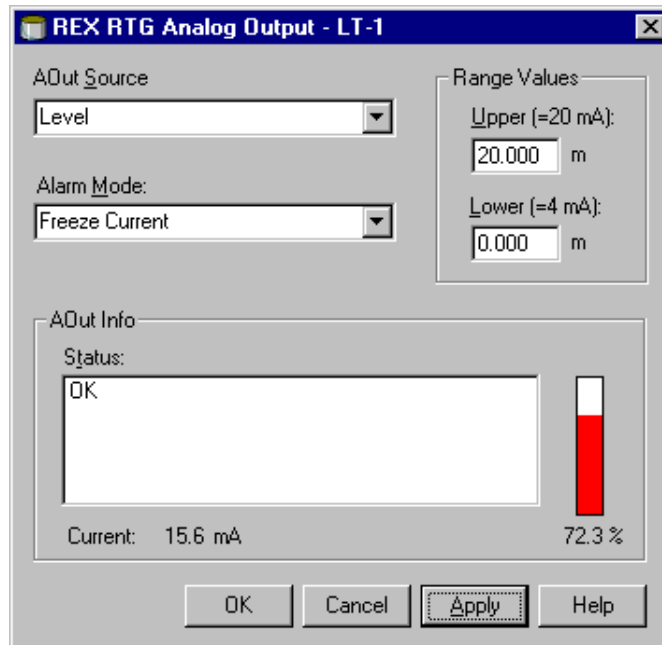 REX RTG Analog Output - LT-1
AOut Source
Level
Alarm Mode:
Freeze Current
Range Values
Upper (=20 mA):
20.000 m
Lower (=4 mA):
0.000 m
AOut Info
Status:
OK
Current: 15.6 mA
72.3 %
OK Cancel Apply Help